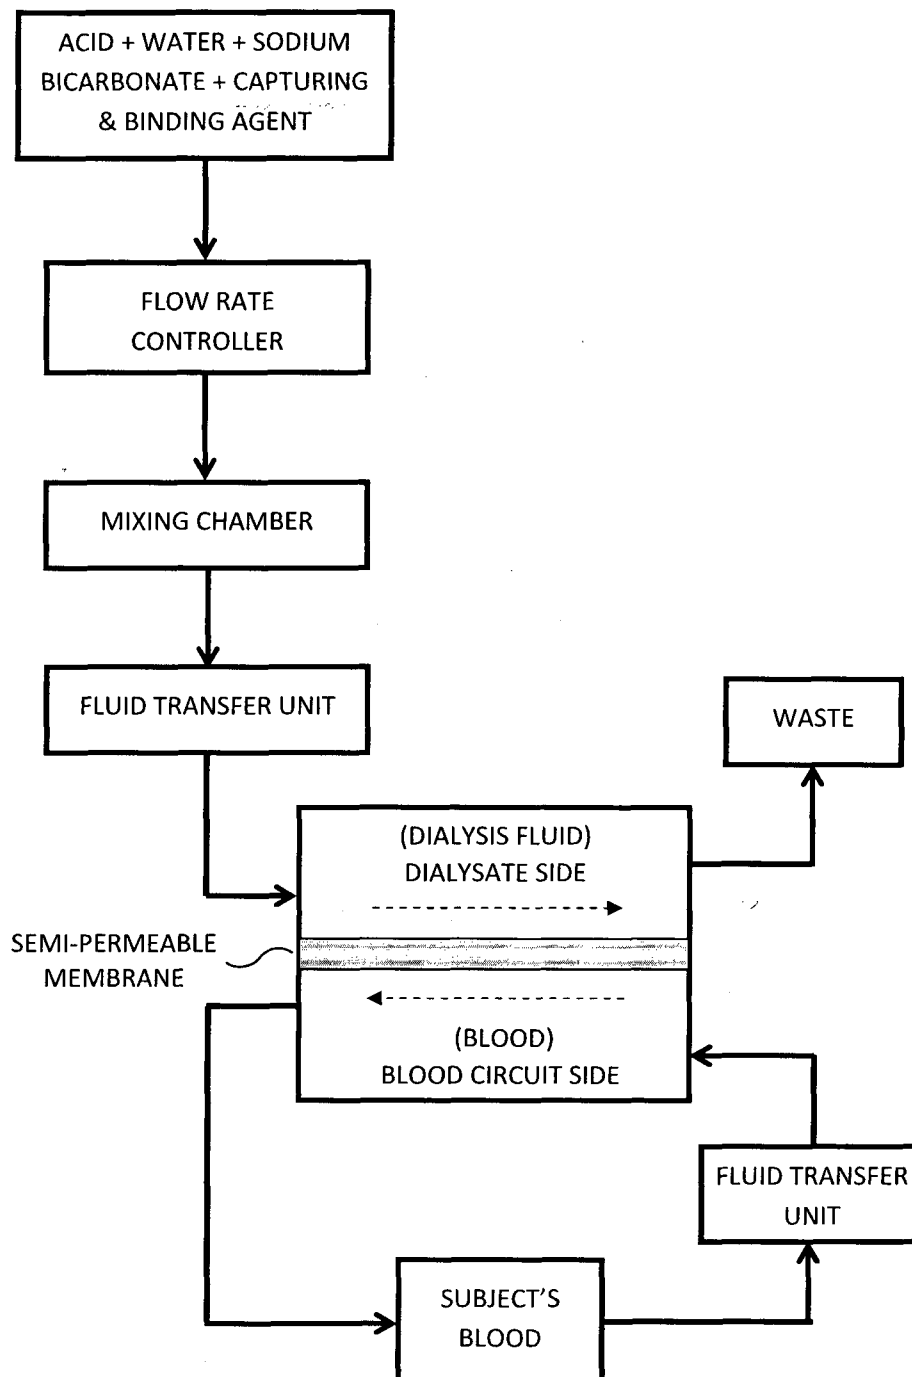 ACID + WATER + SODIUM
BICARBONATE + CAPTURING
& BINDING AGENT
FLOW RATE
CONTROLLER
MIXING CHAMBER
FLUID TRANSFER UNIT
WASTE
(DIALYSIS FLUID)
DIALYSATE SIDE
SEMI-PERMEABLE
MEMBRANE
(BLOOD)
BLOOD CIRCUIT SIDE
FLUID TRANSFER
UNIT
SUBJECT'S
BLOOD